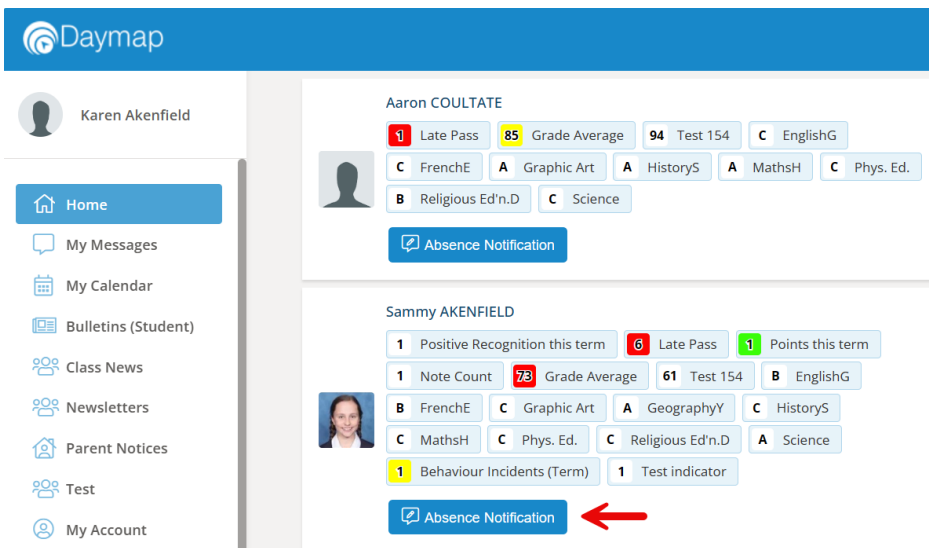 Daymap
Karen Akenfield
Home
My Messages
My Calendar
Bulletins (Student)
Class News
Newsletters
Parent Notices
Test
My Account
Aaron COULTATE
1 Late Pass 85 Grade Average 94 Test 154 C EnglishG
C FrenchE A Graphic Art A HistoryS A MathsH C Phys. Ed.
B Religious Ed'n.D C Science
Absence Notification
Sammy AKENFIELD
1 Positive Recognition this term 6 Late Pass 1 Points this term
1 Note Count 73 Grade Average 61 Test 154 B EnglishG
B FrenchE C Graphic Art A GeographyY C HistoryS
C MathsH C Phys. Ed. C Religious Ed'n.D A Science
1 Behaviour Incidents (Term) 1 Test indicator
Absence Notification